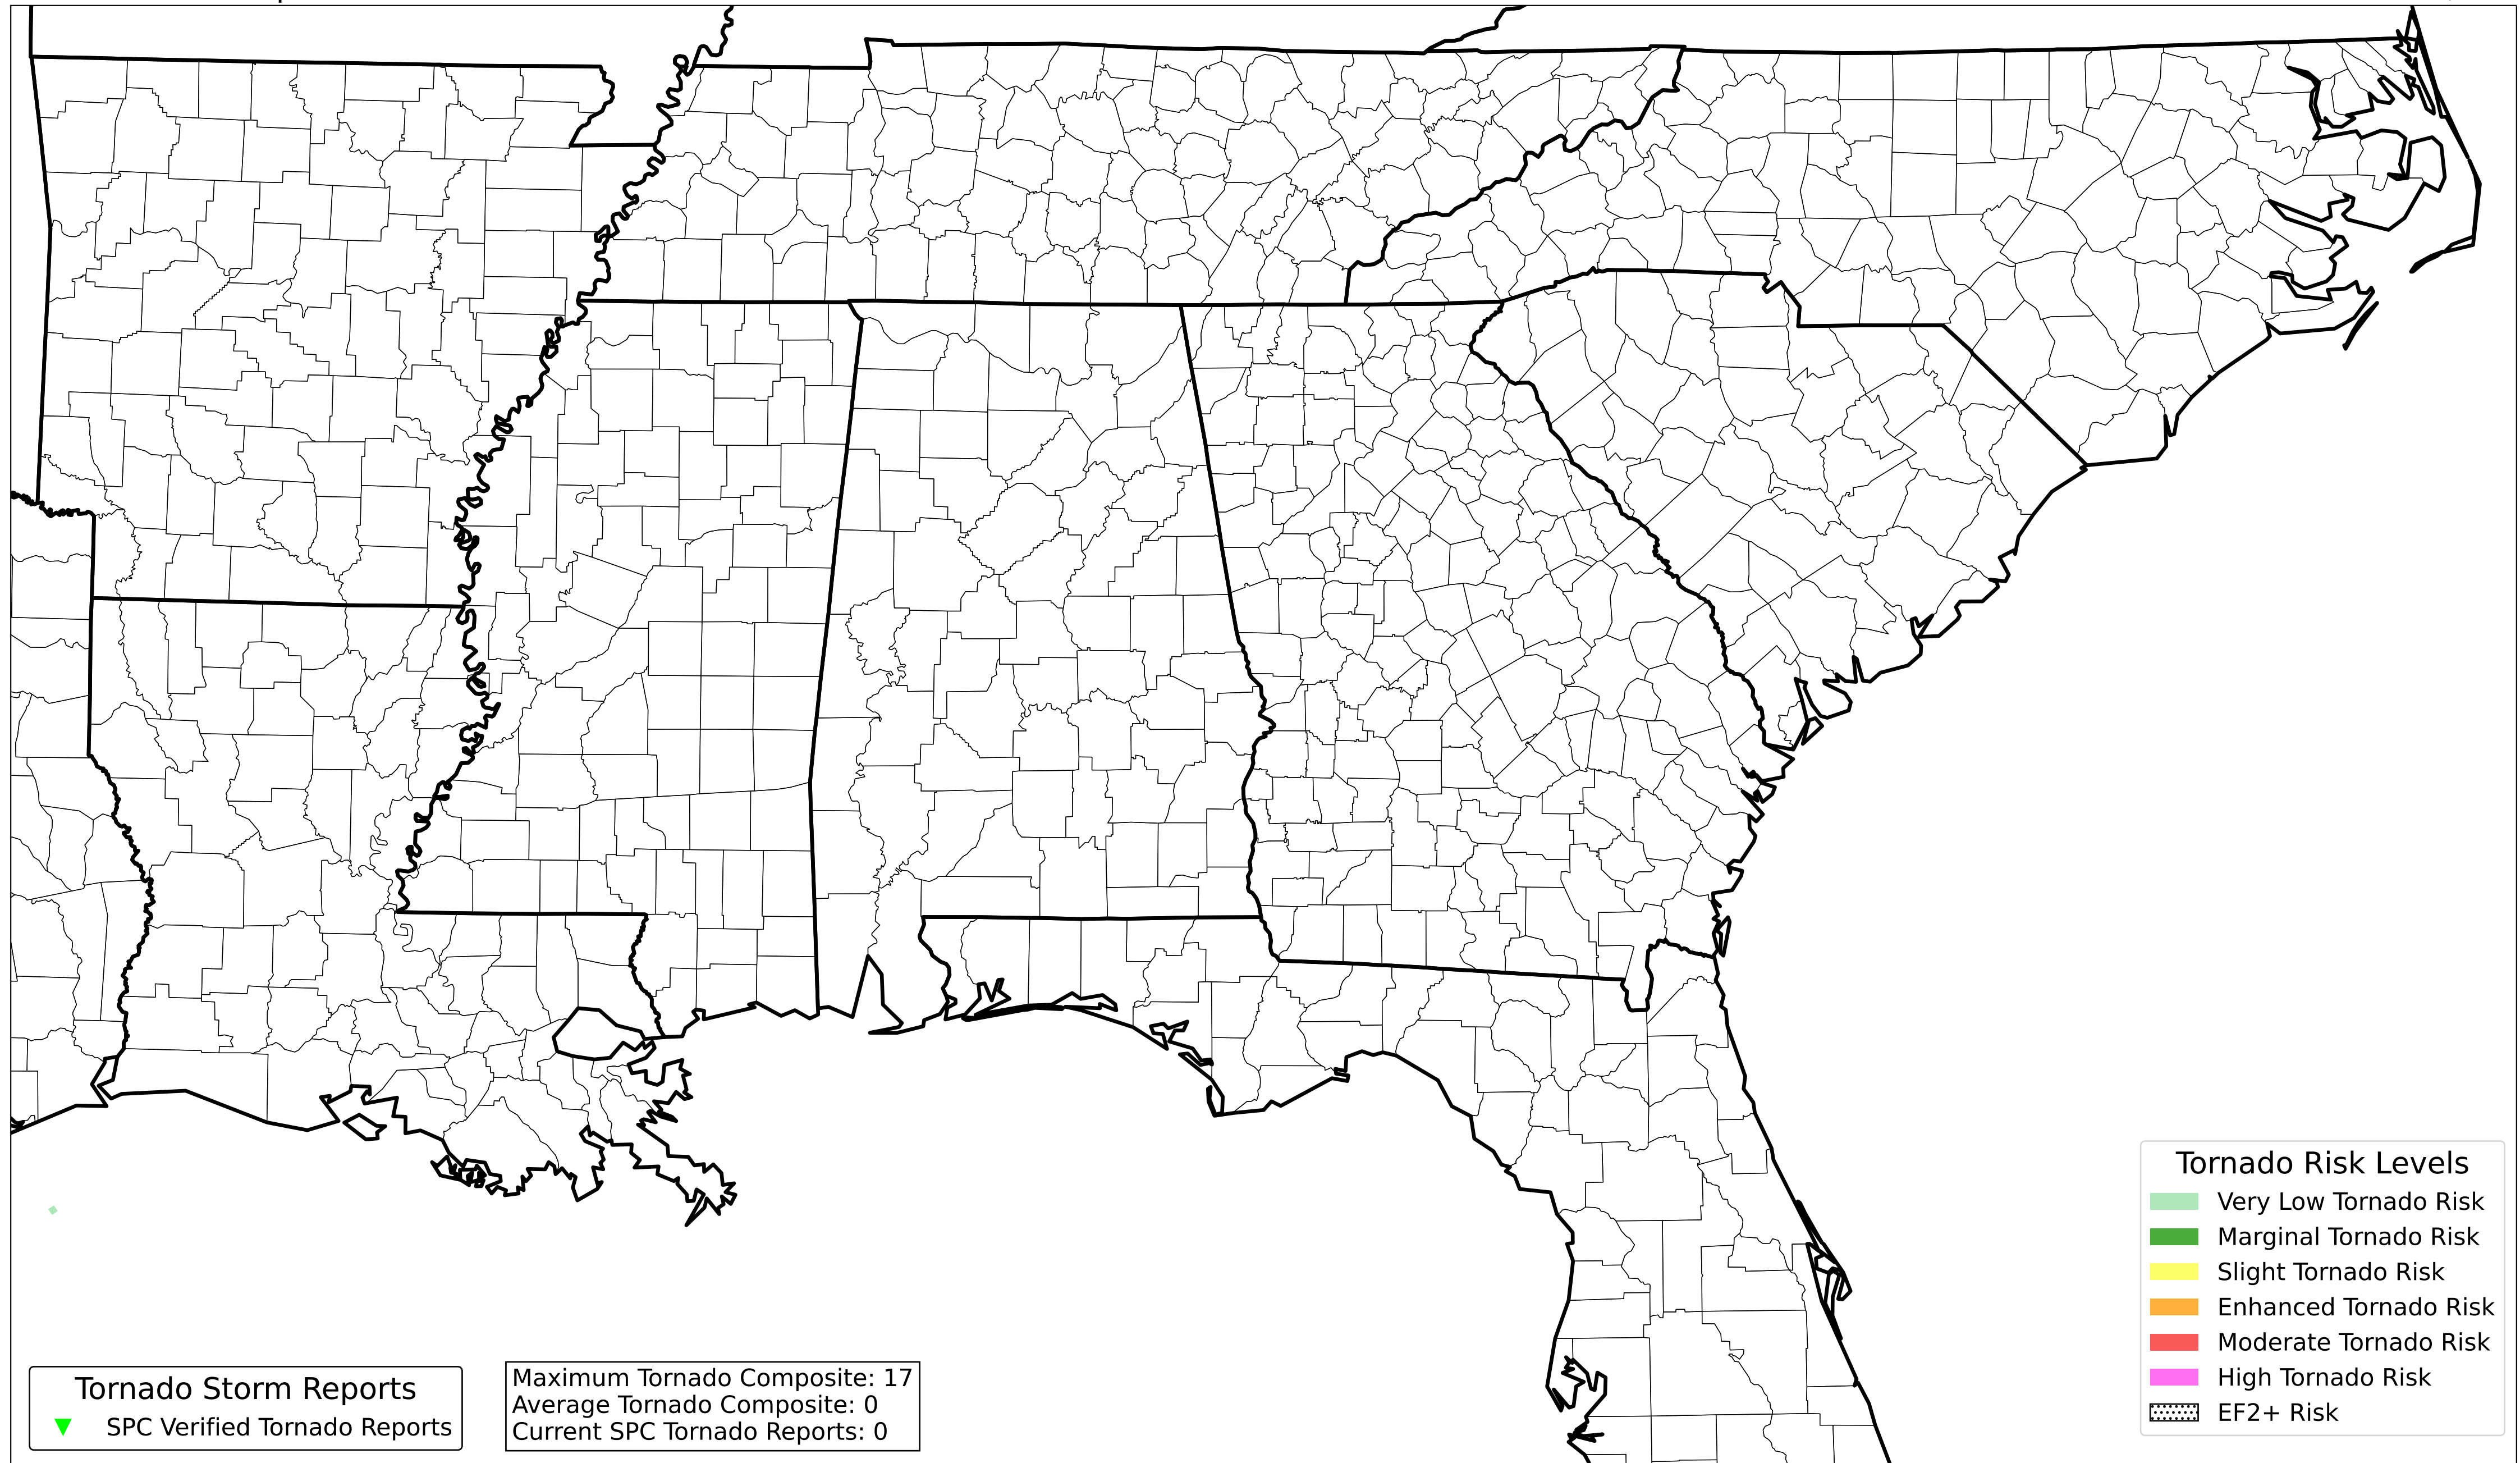 Tornado Risk Levels
Very Low Tornado Risk
Marginal Tornado Risk
Slight Tornado Risk
Enhanced Tornado Risk
Moderate Tornado Risk
High Tornado Risk
EF2+ Risk
Tornado Storm Reports
SPC Verified Tornado Reports
Maximum Tornado Composite: 17
Average Tornado Composite: 0
Current SPC Tornado Reports: 0